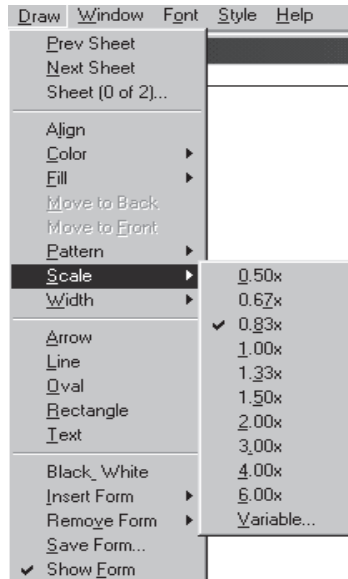 Draw Window Font Style Help
Prev Sheet
Next Sheet
Sheet (0 of 2)...
Align
Color
Fill
Move to Back
Move to Front
Pattern
Scale
Width
Arrow
Line
Oval
Rectangle
Text
Black_White
Insert Form
Remove Form
Save Form...
Show Form
0.50x
0.67x
0.83x
1.00x
1.33x
1.50x
2.00x
3.00x
4.00x
6.00x
Variable...